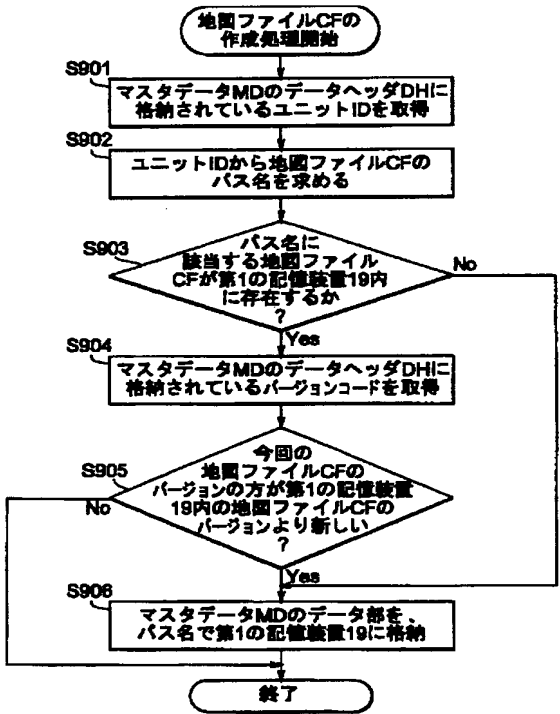 地図ファイルCFの
作成処理開始
S901
マスタデータMDのデータヘッダDHに
格納されているユニットIDを取得
S902
ユニットIDから地図ファイルCFの
パス名を求める
S903
パス名に
該当する地図ファイル
CFが第1の記憶装置19内
に存在するか
?
No
Yes
S904
マスタデータMDのデータヘッダDHに
格納されているバージョンコードを取得
S905
今回の
地図ファイルCFの
バージョンの方が第1の記憶装置
19内の地図ファイルCFの
バージョンより新しい
?
No
Yes
S906
マスタデータMDのデータ部を、
パス名で第1の記憶装置19に格納
終了